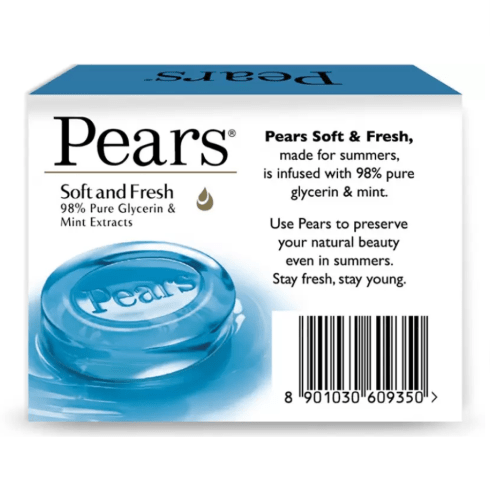 Pears
Pears®
Soft and Fresh
98% Pure Glycerin &
Mint Extracts
Pears
Pears Soft & Fresh,
made for summers,
is infused with 98% pure
glycerin & mint.
Use Pears to preserve
your natural beauty
even in summers.
Stay fresh, stay young.
8 901030 609350 >